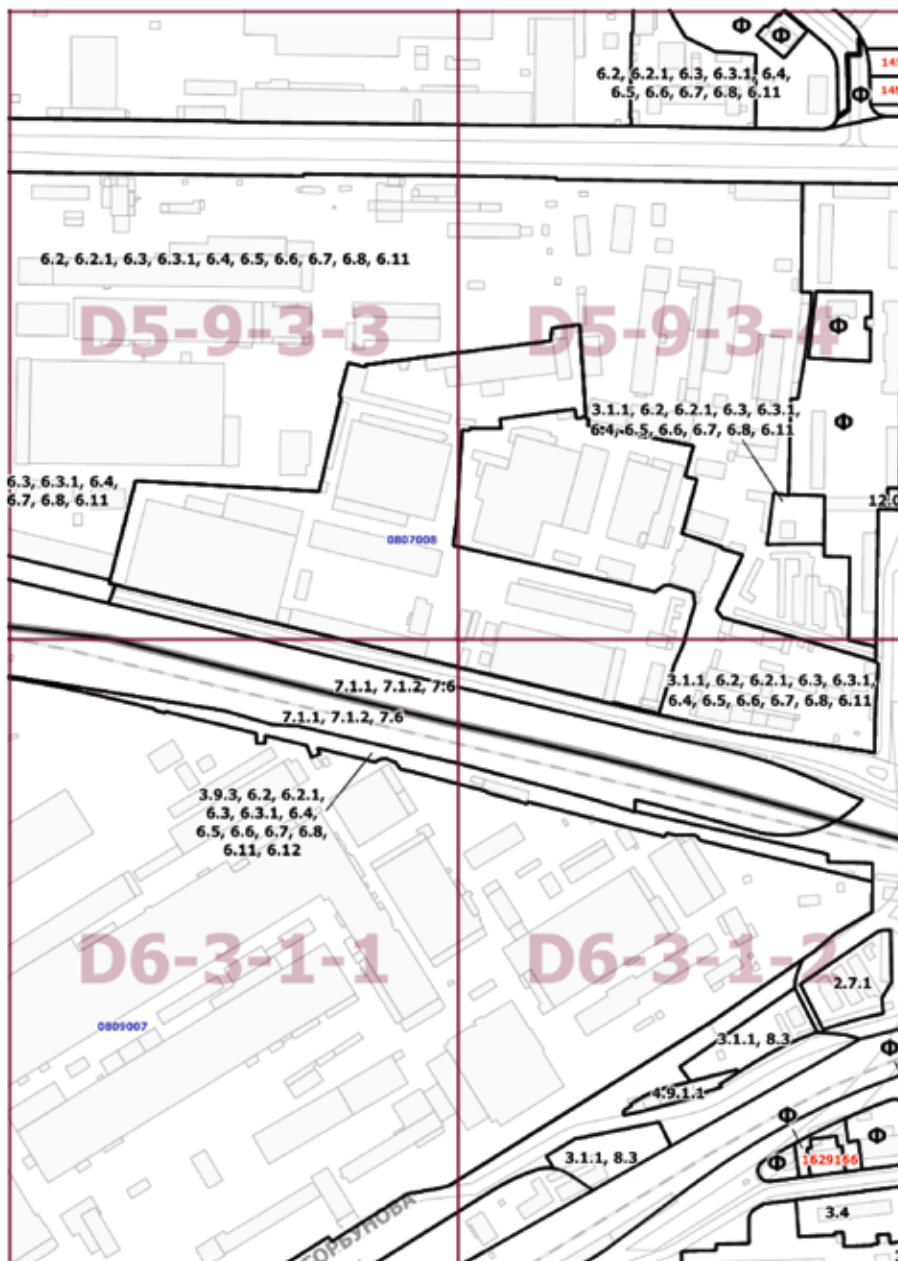 6.2, 6.2.1, 6.3, 6.3.1, 6.4,
6.5, 6.6, 6.7, 6.8, 6.11
Ф
Ф
Ф
6.2, 6.2.1, 6.3, 6.3.1, 6.4, 6.5, 6.6, 6.7, 6.8, 6.11
D5-9-3-3
D5-9-3-4
Ф
3.1.1, 6.2, 6.2.1, 6.3, 6.3.1,
6.4, 6.5, 6.6, 6.7, 6.8, 6.11
Ф
6.3, 6.3.1, 6.4,
6.7, 6.8, 6.11
12.0
0807008
7.1.1, 7.1.2, 7.6
3.1.1, 6.2, 6.2.1, 6.3, 6.3.1,
6.4, 6.5, 6.6, 6.7, 6.8, 6.11
7.1.1, 7.1.2, 7.6
3.9.3, 6.2, 6.2.1,
6.3, 6.3.1, 6.4,
6.5, 6.6, 6.7, 6.8,
6.11, 6.12
D6-3-1-1
D6-3-1-2
2.7.1
0809007
3.1.1, 8.3
Ф
4.9.1.1
Ф
Ф
3.1.1, 8.3
Ф
1629166
ГОРБУНОВА
3.4